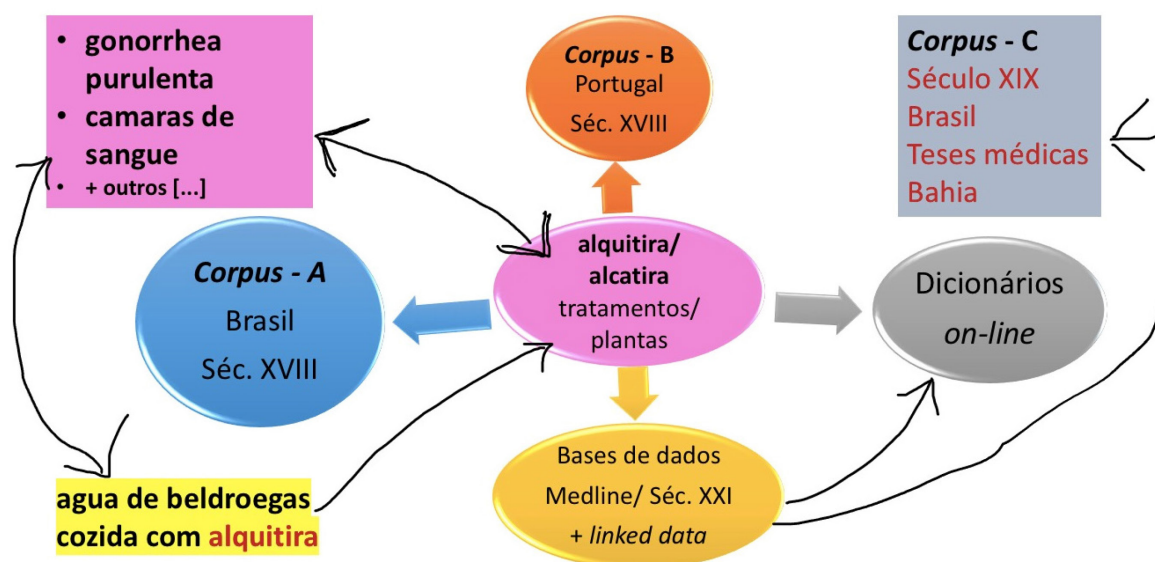 • gonorrhea
purulenta
• camaras de
sangue
• + outros [...]
Corpus - B
Portugal
Séc. XVIII
Corpus - C
Século XIX
Brasil
Teses médicas
Bahia
Corpus - A
Brasil
Séc. XVIII
alquitira/
alcatira
tratamentos/
plantas
Dicionários
on-line
agua de beldroegas
cozida com alquitira
Bases de dados
Medline/ Séc. XXI
+ linked data